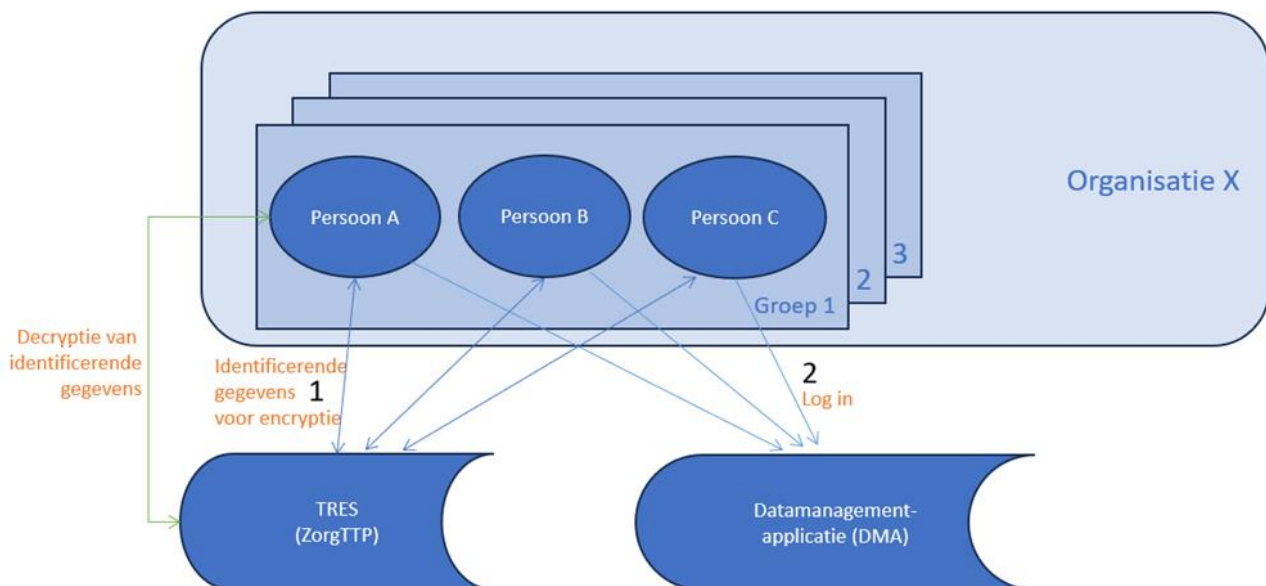 Organisatie X
3
2
Groep 1
Persoon A
Persoon B
Persoon C
Decryptie van
identificerende
gegevens
Identificerende
gegevens
voor encryptie
1
2
Log in
TRES
(ZorgTTP)
Datamanagement-
applicatie (DMA)